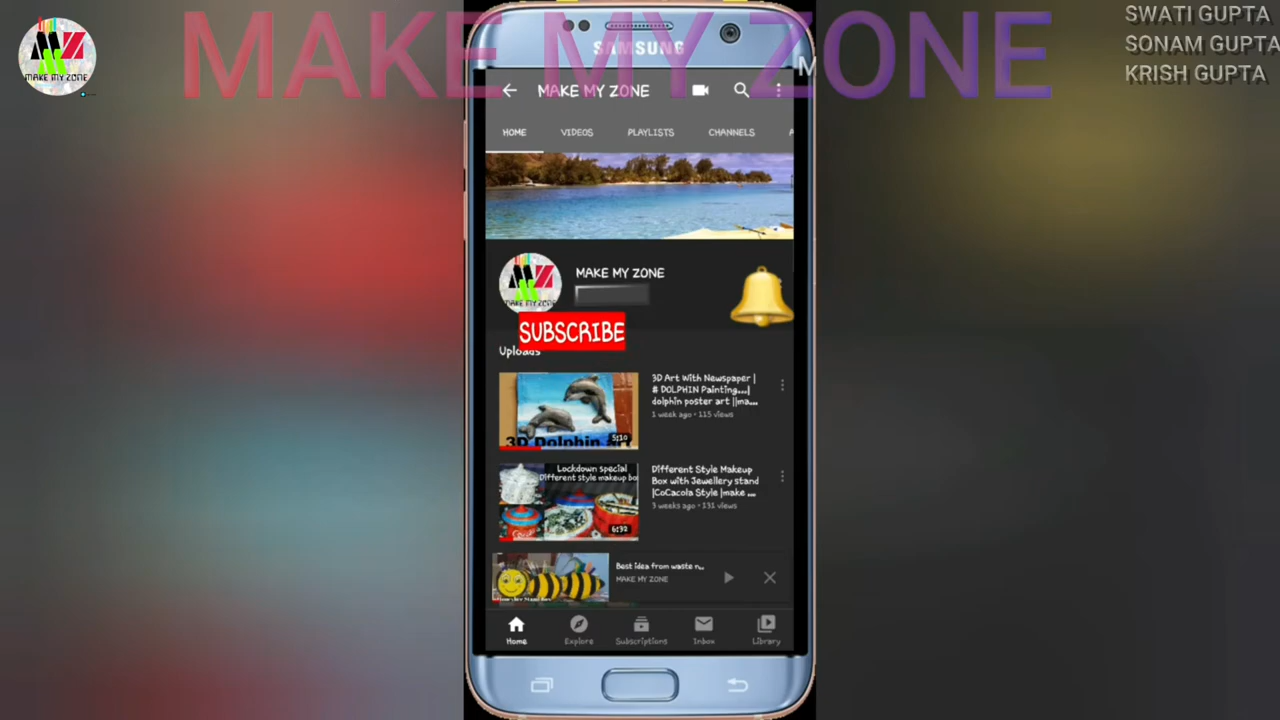 MAKE MY ZONE
SWATI GUPTA
SONAM GUPTA
KRISH GUPTA
MAKE MY ZONE
SAMSUNG
M
MAKE MY ZONE
HOME VIDEOS PLAYLISTS CHANNELS A
MAKE MY ZONE
MAKE MY ZONE
SUBSCRIBE
Uploads
3D Art With Newspaper |
# DOLPHIN Painting...|
dolphin poster art ||ma...
1 week ago • 115 views
5:10
3D Dolphin art
Lockdown special
Different style makeup box
6:32
Different Style Makeup
Box with Jewellery stand
|CoCacola Style |make ...
3 weeks ago • 131 views
Best idea from waste n...
MAKE MY ZONE
Home Explore Subscriptions Inbox Library